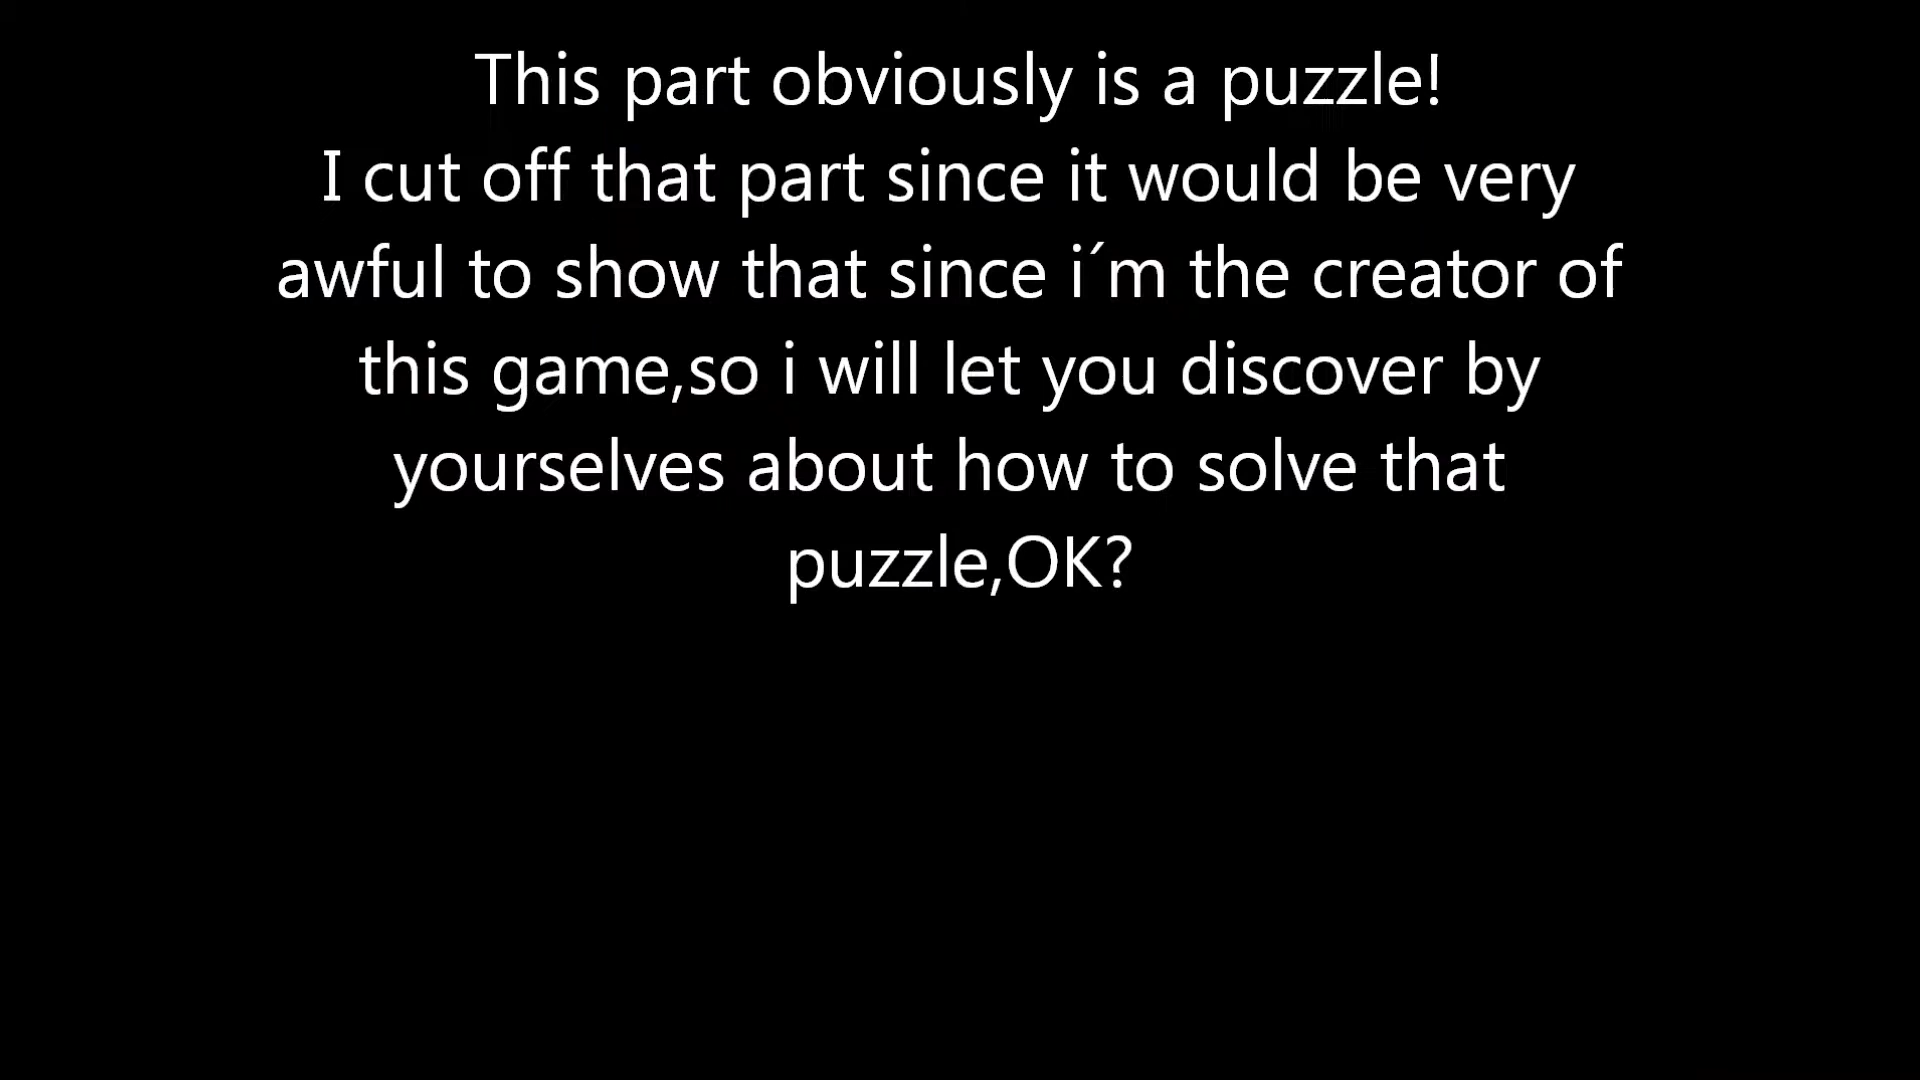 This part obviously is a puzzle!
I cut off that part since it would be very
awful to show that since i´m the creator of
this game,so i will let you discover by
yourselves about how to solve that
puzzle,OK?